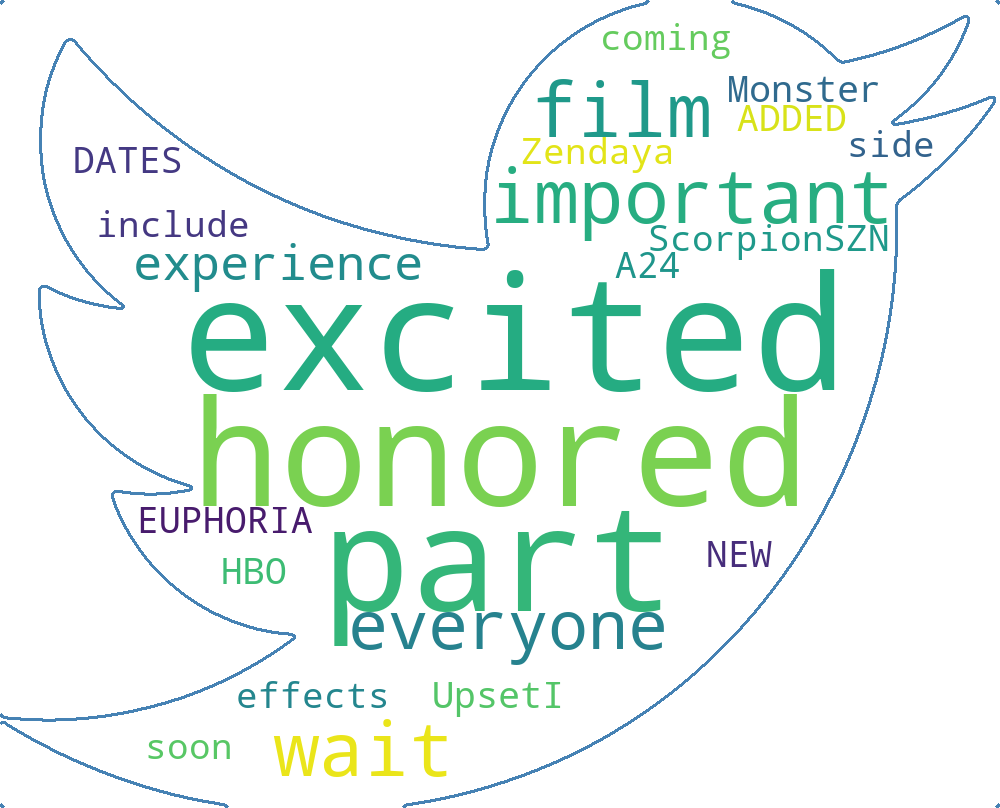 coming
film
Monster
ADDED
Zendaya
side
DATES
important
include
ScorpionSZN
experience
A24
excited
honored
EUPHORIA
part
NEW
HBO
everyone
effects
UpsetI
soon
wait